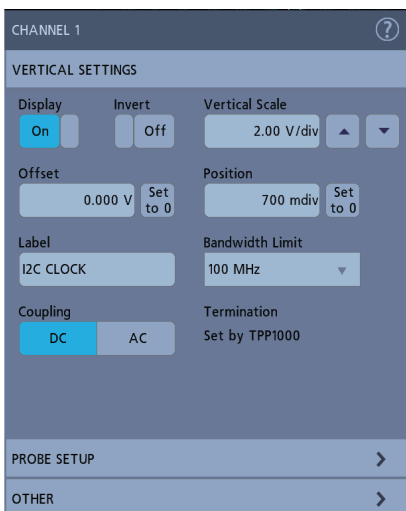 CHANNEL 1 ?
VERTICAL SETTINGS
Display Invert Vertical Scale
On Off 2.00 V/div
Offset Position
0.000 V Set to 0 700 mdiv Set to 0
Label Bandwidth Limit
I2C CLOCK 100 MHz
Coupling Termination
DC AC Set by TPP1000
PROBE SETUP
OTHER